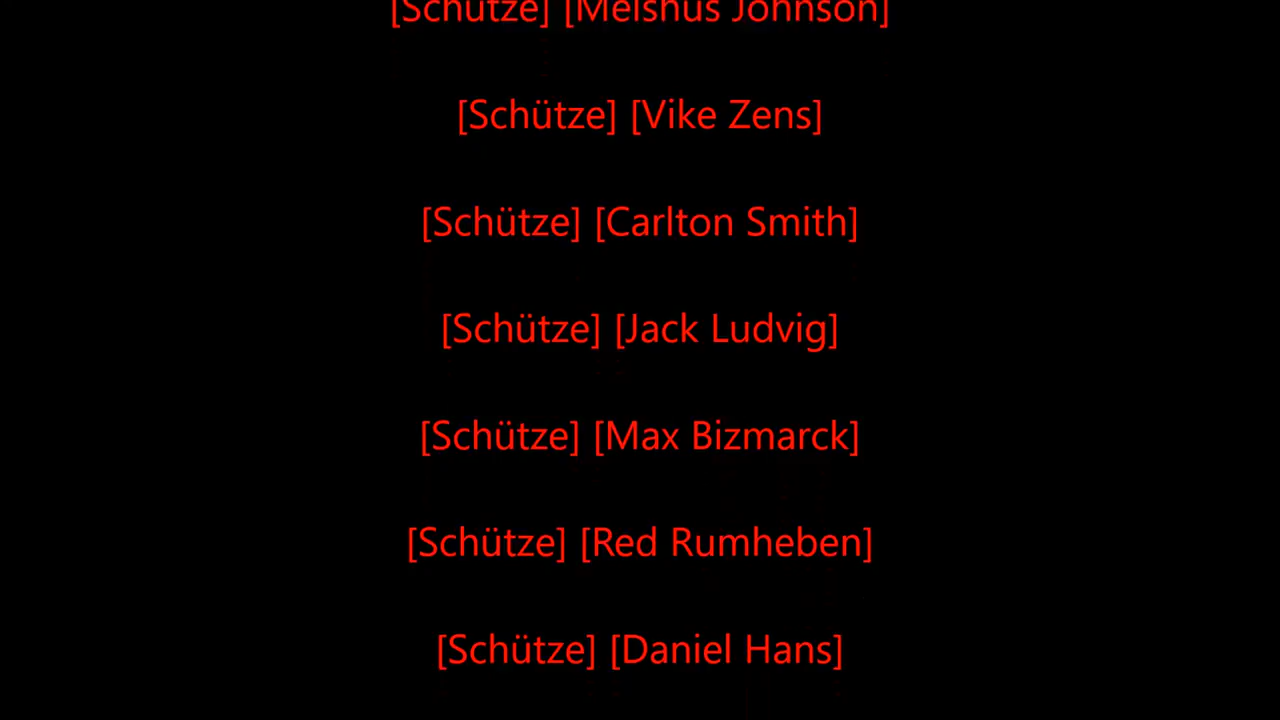 [Schütze] [Melshus Johnson]
[Schütze] [Vike Zens]
[Schütze] [Carlton Smith]
[Schütze] [Jack Ludvig]
[Schütze] [Max Bizmarck]
[Schütze] [Red Rumheben]
[Schütze] [Daniel Hans]